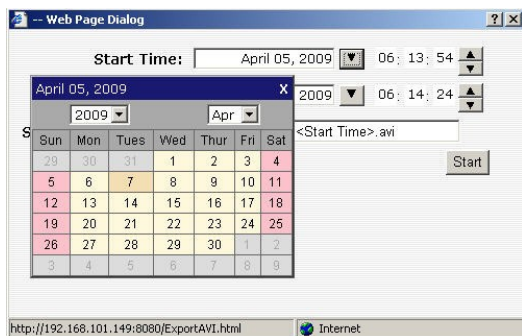 -- Web Page Dialog
Start Time: April 05, 2009 06: 13: 54
April 05, 2009 X
2009 06: 14: 24
2009 Apr
S <Start Time>.avi
Sun Mon Tues Wed Thur Fri Sat
29 30 31 1 2 3 4
Start
5 6 7 8 9 10 11
12 13 14 15 16 17 18
19 20 21 22 23 24 25
26 27 28 29 30 1 2
3 4 5 6 7 8 9
http://192.168.101.149:8080/ExportAVI.html Internet